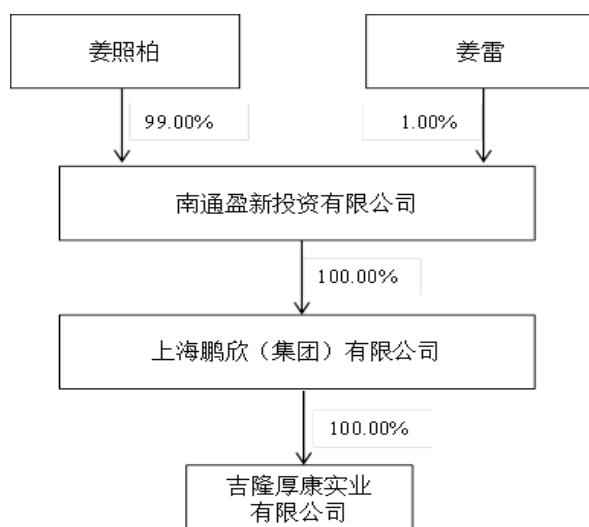 姜照柏
姜雷
99.00%
1.00%
南通盈新投资有限公司
100.00%
上海鹏欣（集团）有限公司
100.00%
吉隆厚康实业
有限公司